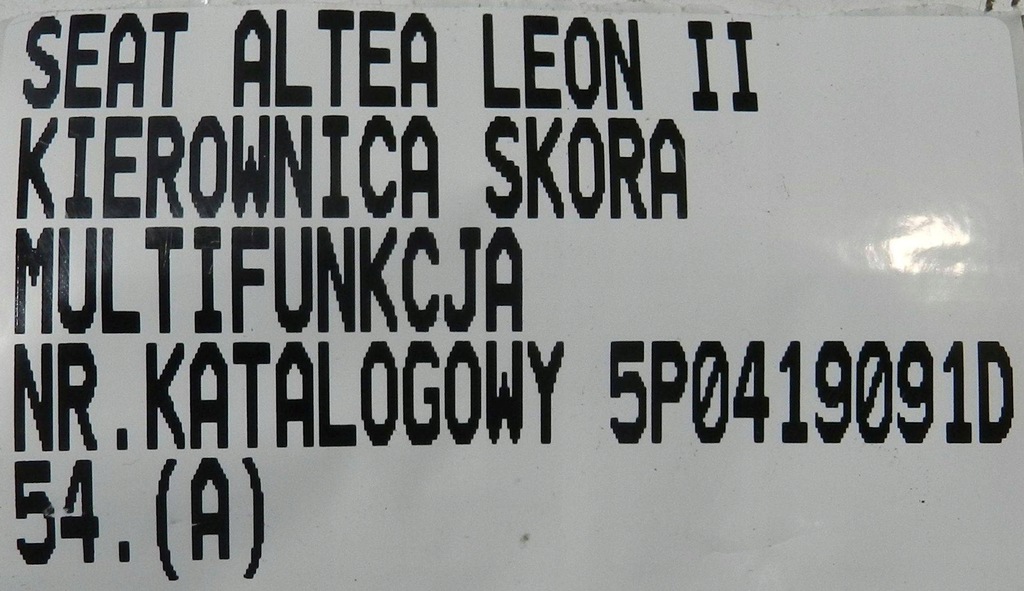 SEAT ALTEA LEON II
KIEROWNICA SKORA
MULTIFUNKCJA
NR.KATALOGOWY 5P0419091D
54.(A)